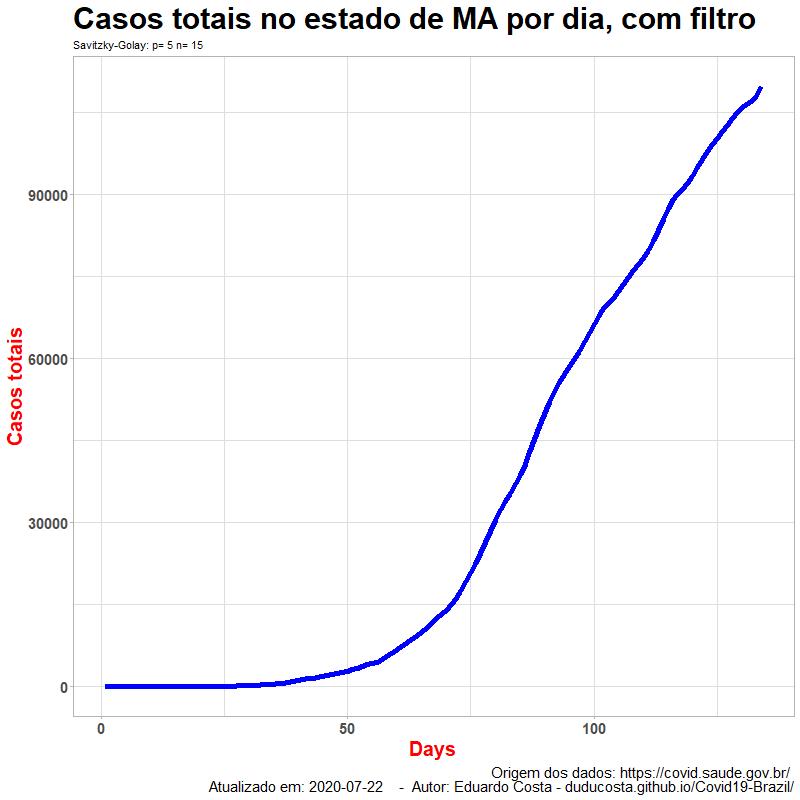 Casos totais no estado de MA por dia, com filtro
Savitzky-Golay: p= 5 n= 15
Casos totais
90000
60000
30000
0
0 50 100
Days
Origem dos dados: https://covid.saude.gov.br/
Atualizado em: 2020-07-22 - Autor: Eduardo Costa - duducosta.github.io/Covid19-Brazil/